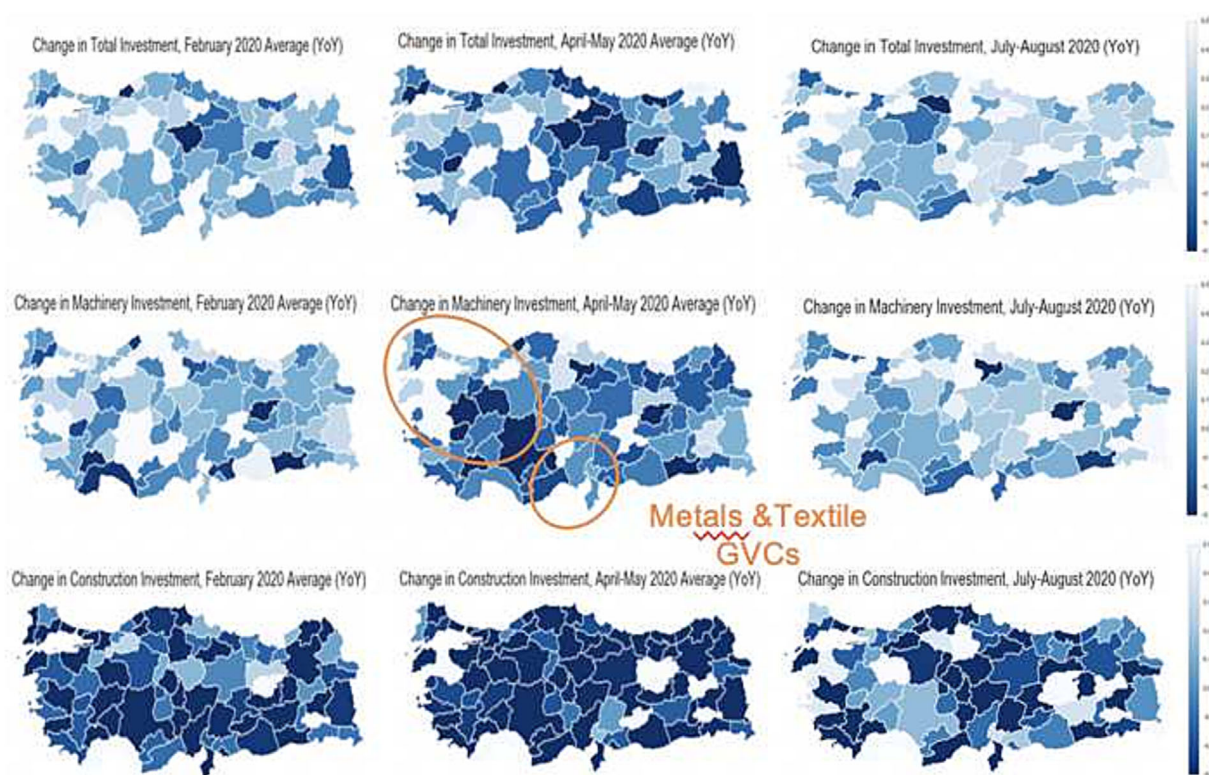 Change in Total Investment, February 2020 Average (YoY)
Change in Total Investment, April-May 2020 Average (YoY)
Change in Total Investment, July-August 2020 (YoY)
Change in Machinery Investment, February 2020 Average (YoY)
Change in Machinery Investment, April-May 2020 Average (YoY)
Change in Machinery Investment, July-August 2020 (YoY)
Metals &Textile
GVCs
Change in Construction Investment, February 2020 Average (YoY)
Change in Construction Investment, April-May 2020 Average (YoY)
Change in Construction Investment, July-August 2020 (YoY)